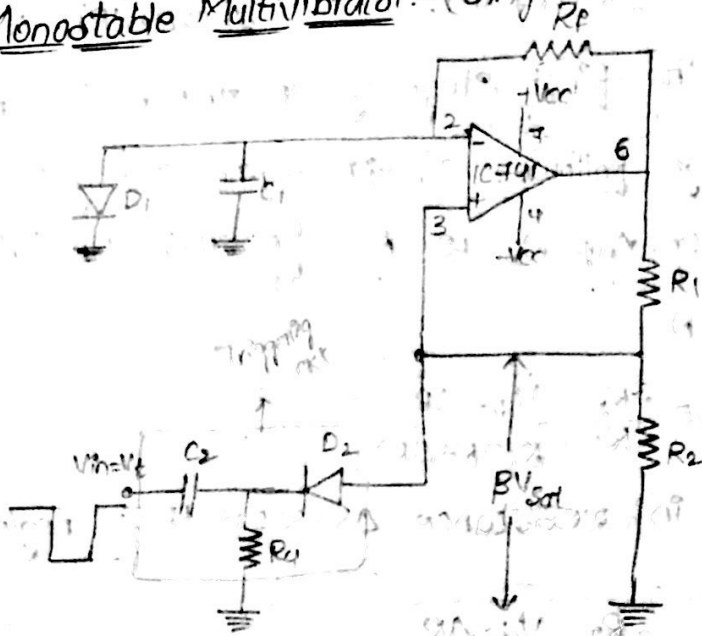 Monostable Multivibrator.
Rf
+Vcc
2
-
7
IC741
6
D1
C1
+
3
4
-Vcc
R1
Vin=Vt
C2
D2
βVsat
R2
R4